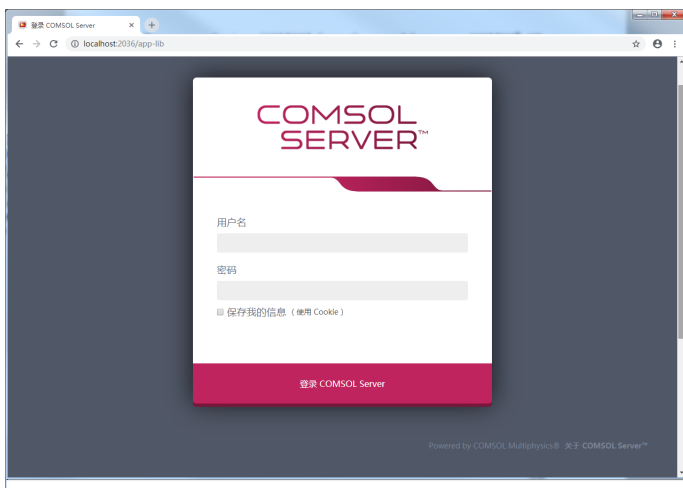 登录 COMSOL Server
localhost:2036/app-lib
COMSOL
SERVER™
用户名
密码
保存我的信息（使用 Cookie）
登录 COMSOL Server
Powered by COMSOL Multiphysics® 关于 COMSOL Server™